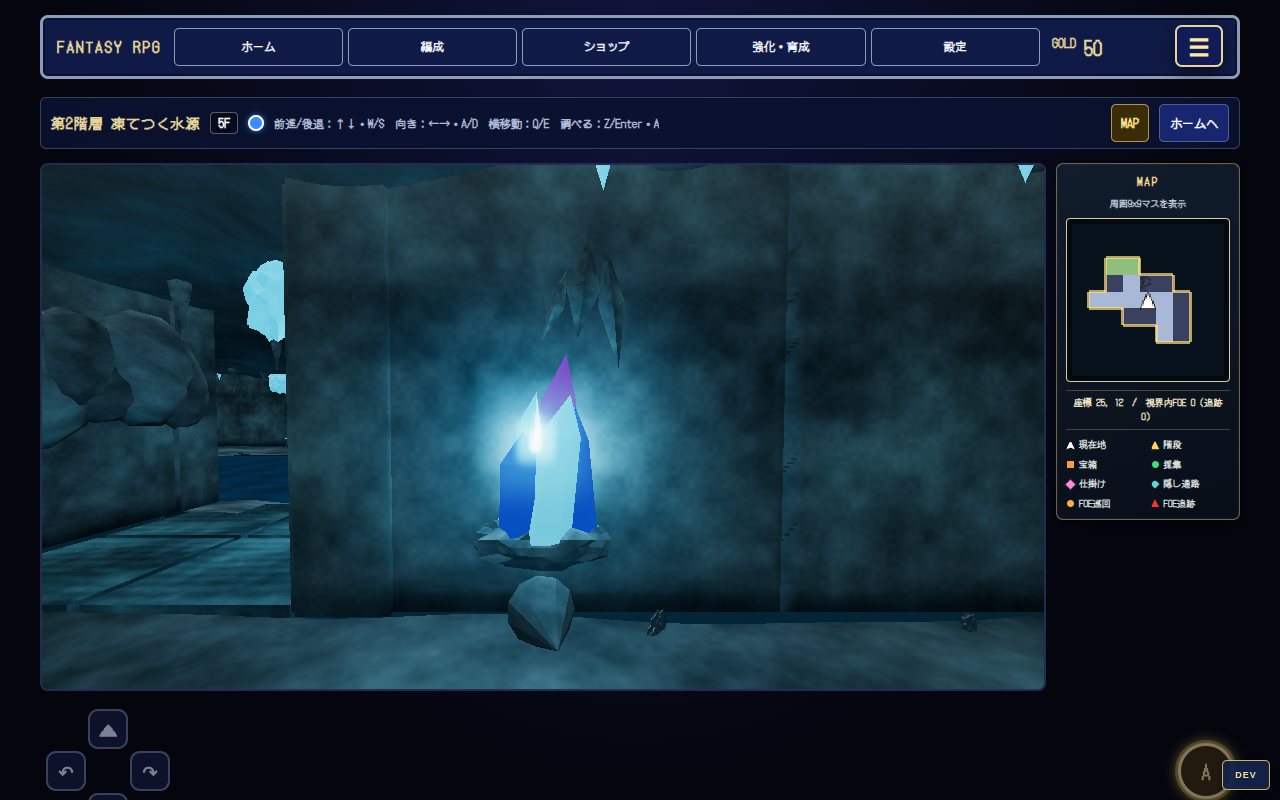 FANTASY RPG
ホーム
編成
ショップ
強化・育成
設定
GOLD 50
第2階層 凍てつく水源
5F
前進/後退：↑↓・W/S 向き：←→・A/D 横移動：Q/E 調べる：Z/Enter・A
MAP
ホームへ
MAP
周囲9x9マスを表示
座標 25, 12 / 視界内FOE 0（追跡
0）
現在地
階段
宝箱
採集
仕掛け
隠し通路
FOE巡回
FOE追跡
A
DEV